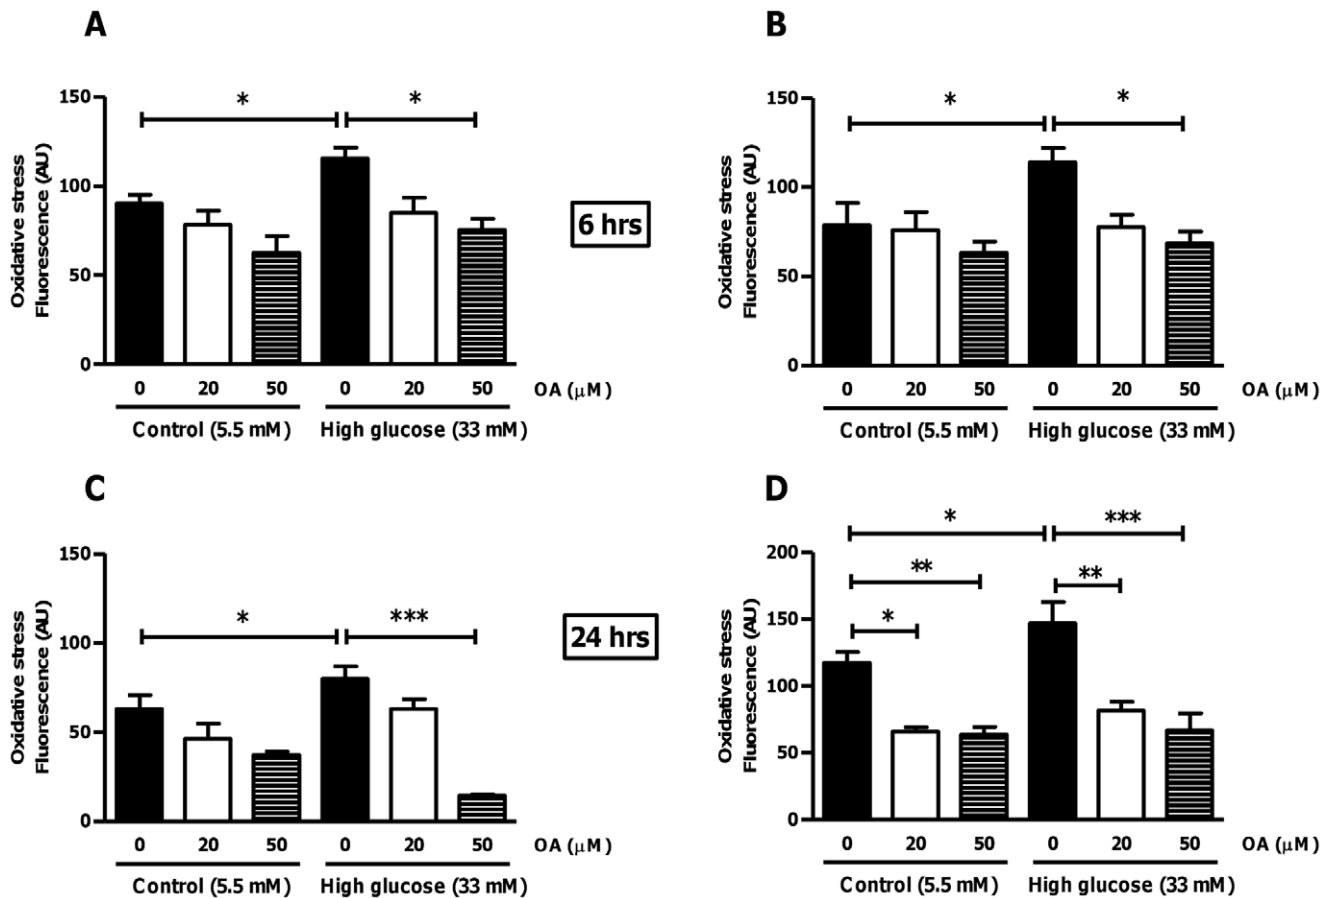 A
Oxidative stress
Fluorescence (AU)
150
100
50
0
*
*
0 20 50 0 20 50 OA (μM)
Control (5.5 mM) High glucose (33 mM)
6 hrs
B
Oxidative stress
Fluorescence (AU)
150
100
50
0
*
*
0 20 50 0 20 50 OA (μM)
Control (5.5 mM) High glucose (33 mM)
C
Oxidative stress
Fluorescence (AU)
150
100
50
0
*
***
0 20 50 0 20 50 OA (μM)
Control (5.5 mM) High glucose (33 mM)
24 hrs
D
Oxidative stress
Fluorescence (AU)
200
150
100
50
0
*
***
**
**
*
0 20 50 0 20 50 OA (μM)
Control (5.5 mM) High glucose (33 mM)